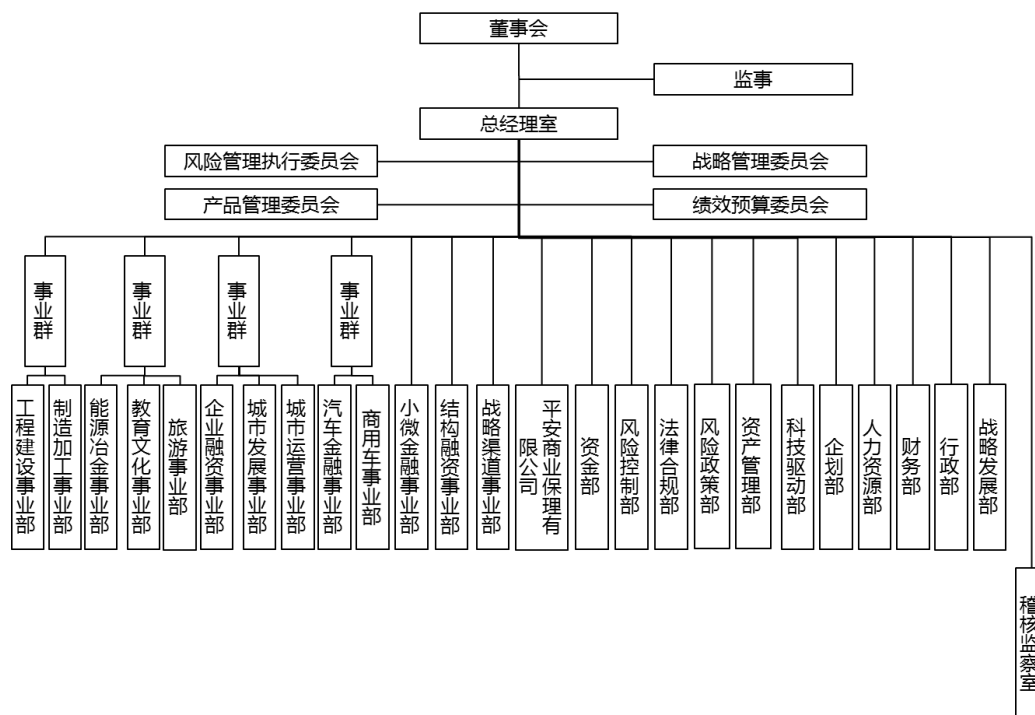 董事会
监事
总经理室
风险管理执行委员会
战略管理委员会
产品管理委员会
绩效预算委员会
事业群
事业群
事业群
事业群
工程建设事业部
制造加工事业部
能源冶金事业部
教育文化事业部
旅游事业部
企业融资事业部
城市发展事业部
城市运营事业部
汽车金融事业部
商用车事业部
小微金融事业部
结构融资事业部
战略渠道事业部
平安商业保理有
限公司
资金部
风险控制部
法律合规部
风险政策部
资产管理部
科技驱动部
企划部
人力资源部
财务部
行政部
战略发展部
稽核监察室